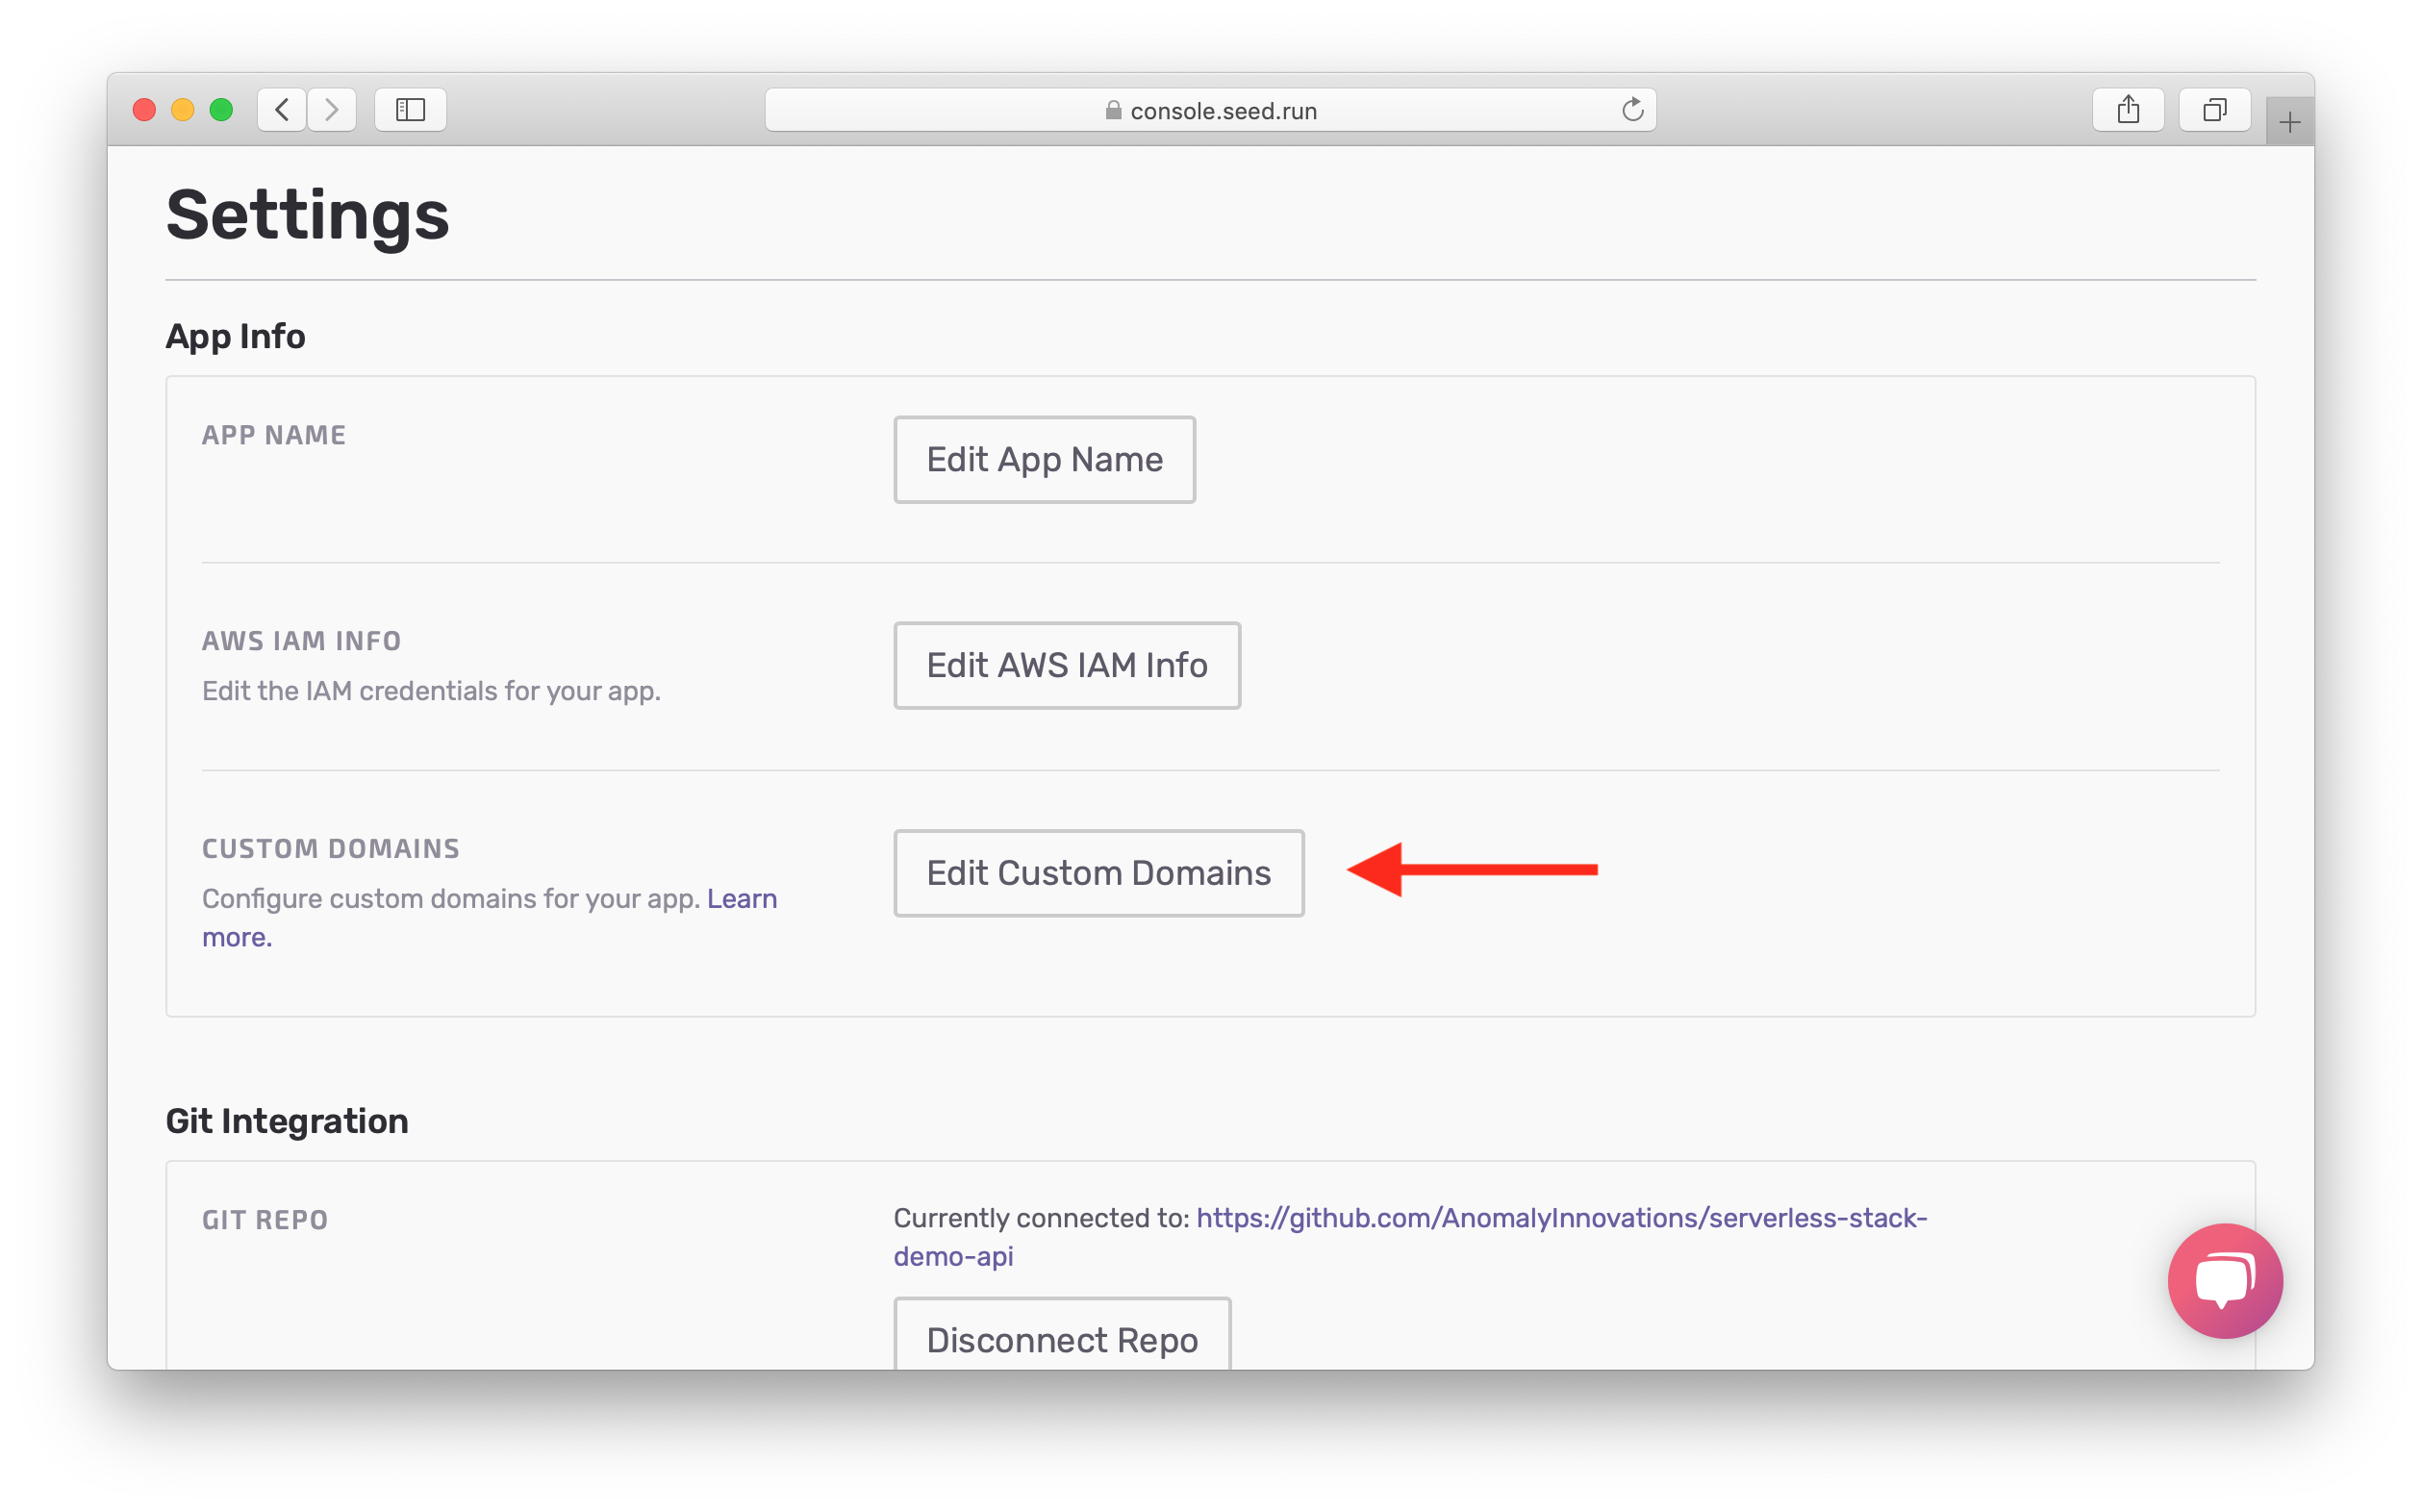 console.seed.run
Settings
App Info
APP NAME
Edit App Name
AWS IAM INFO
Edit the IAM credentials for your app.
Edit AWS IAM Info
CUSTOM DOMAINS
Configure custom domains for your app. Learn
more.
Edit Custom Domains
Git Integration
GIT REPO
Currently connected to: https://github.com/AnomalyInnovations/serverless-stack-
demo-api
Disconnect Repo